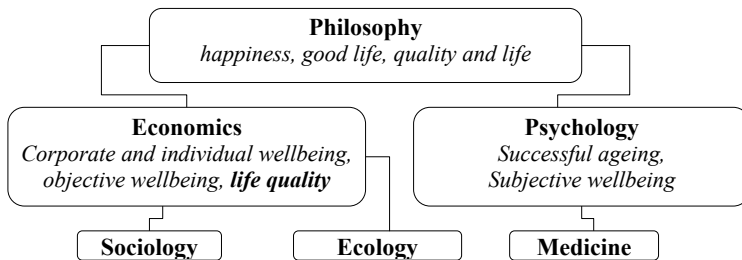 Philosophy
happiness, good life, quality and life
Economics
Corporate and individual wellbeing,
objective wellbeing, life quality
Psychology
Successful ageing,
Subjective wellbeing
Sociology
Ecology
Medicine